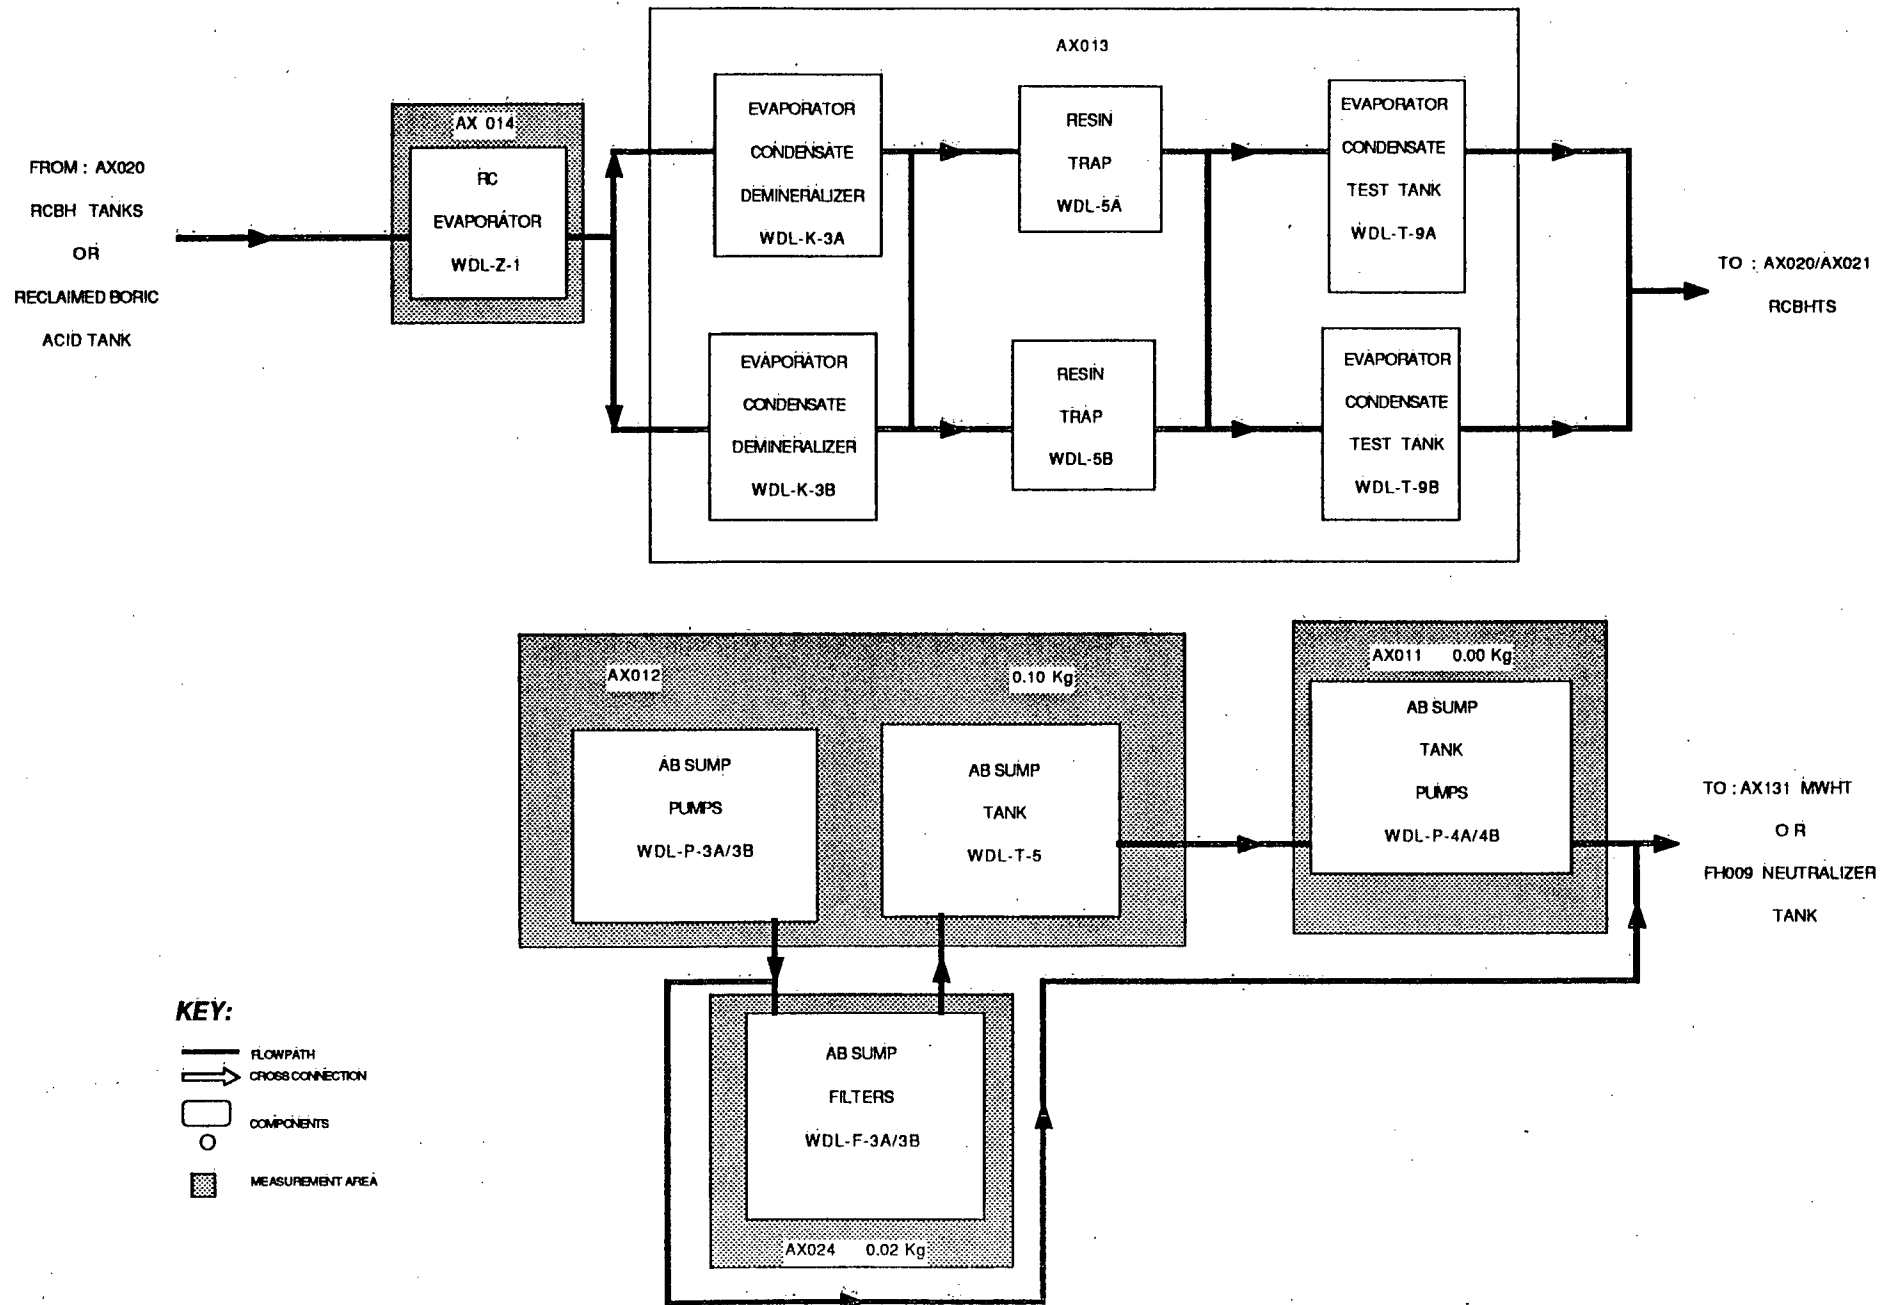 AX013
AX 014
FROM : AX020
RCBH TANKS
OR
RECLAIMED BORIC
ACID TANK
RC
EVAPORATOR
WDL-Z-1
EVAPORATOR
CONDENSATE
DEMINERALIZER
WDL-K-3A
RESIN
TRAP
WDL-5A
EVAPORATOR
CONDENSATE
TEST TANK
WDL-T-9A
EVAPORATOR
CONDENSATE
DEMINERALIZER
WDL-K-3B
RESIN
TRAP
WDL-5B
EVAPORATOR
CONDENSATE
TEST TANK
WDL-T-9B
TO : AX020/AX021
RCBHTS
AX012
0.10 Kg
AB SUMP
PUMPS
WDL-P-3A/3B
AB SUMP
TANK
WDL-T-5
AX011 0.00 Kg
AB SUMP
TANK
PUMPS
WDL-P-4A/4B
TO : AX131 MWHT
OR
FH009 NEUTRALIZER
TANK
AB SUMP
FILTERS
WDL-F-3A/3B
AX024 0.02 Kg
KEY:
FLOWPATH
CROSS CONNECTION
COMPONENTS
MEASUREMENT AREA